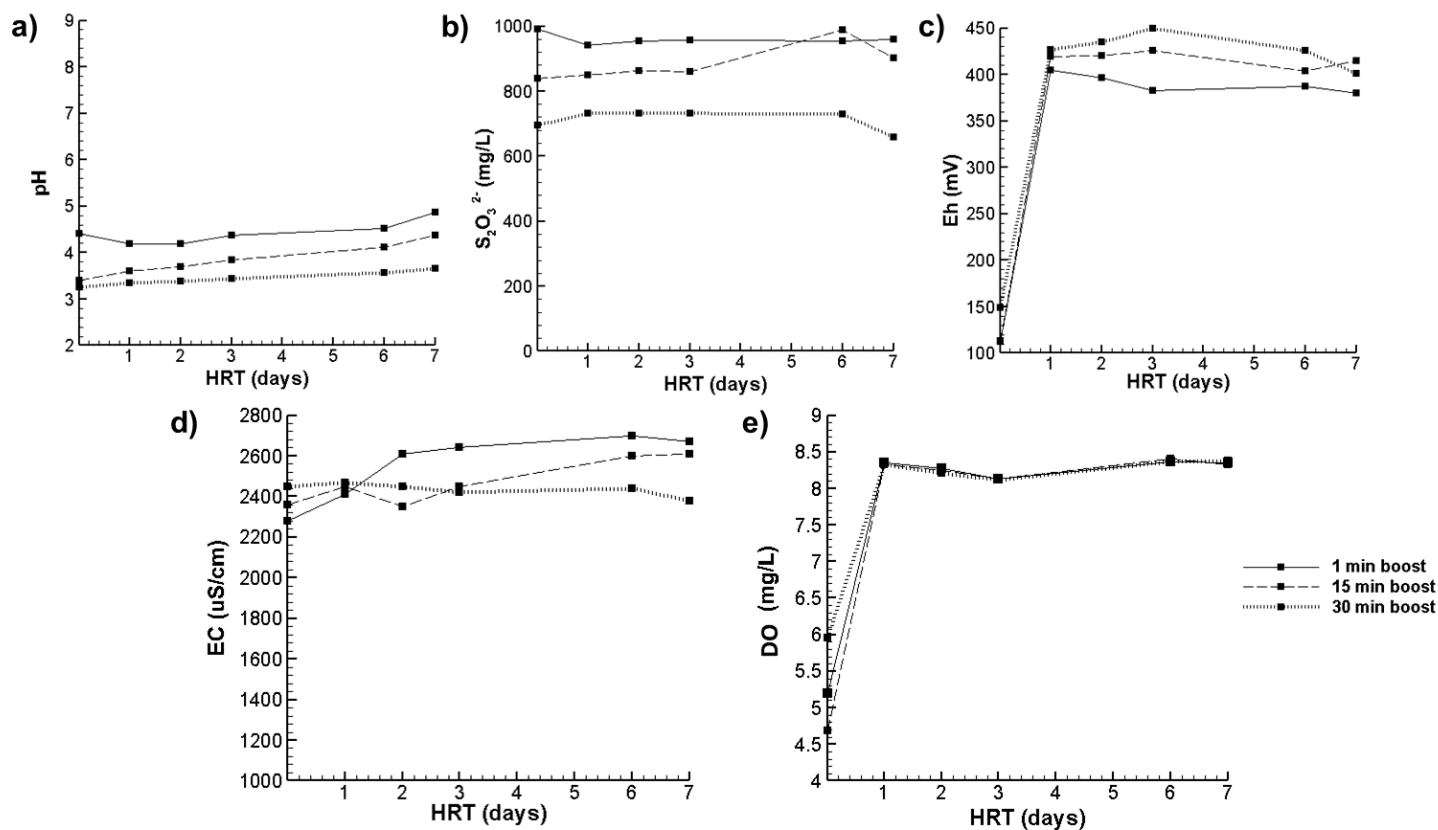 a)
9
8
7
6
5
4
3
2
pH
1 2 3 4 5 6 7
HRT (days)
b)
1000
800
600
400
200
0
S₂O₃ ²⁻ (mg/L)
1 2 3 4 5 6 7
HRT (days)
c)
450
400
350
300
250
200
150
100
Eh (mV)
1 2 3 4 5 6 7
HRT (days)
d)
2800
2600
2400
2200
2000
1800
1600
1400
1200
1000
EC (uS/cm)
1 2 3 4 5 6 7
HRT (days)
e)
9
8.5
8
7.5
7
6.5
6
5.5
5
4.5
4
DO (mg/L)
1 2 3 4 5 6 7
HRT (days)
1 min boost
15 min boost
30 min boost